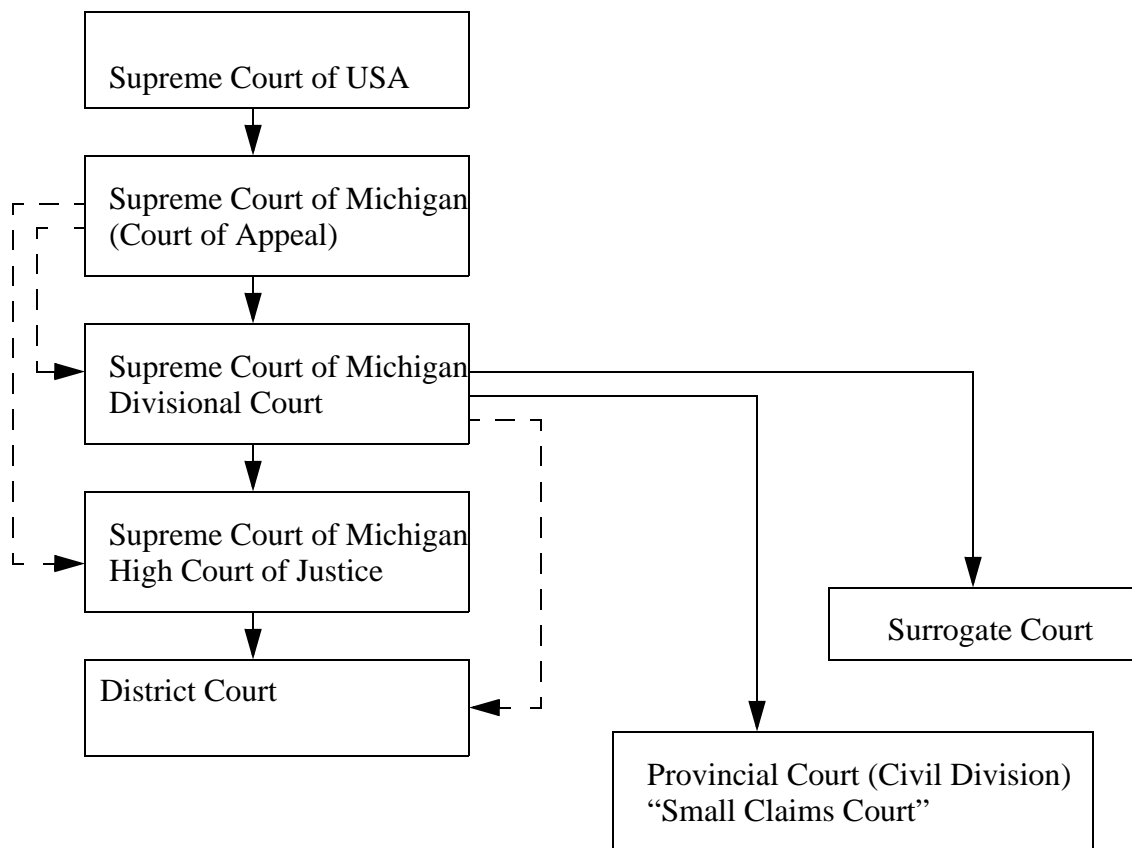 Supreme Court of USA
Supreme Court of Michigan
(Court of Appeal)
Supreme Court of Michigan
Divisional Court
Supreme Court of Michigan
High Court of Justice
Surrogate Court
District Court
Provincial Court (Civil Division)
“Small Claims Court”